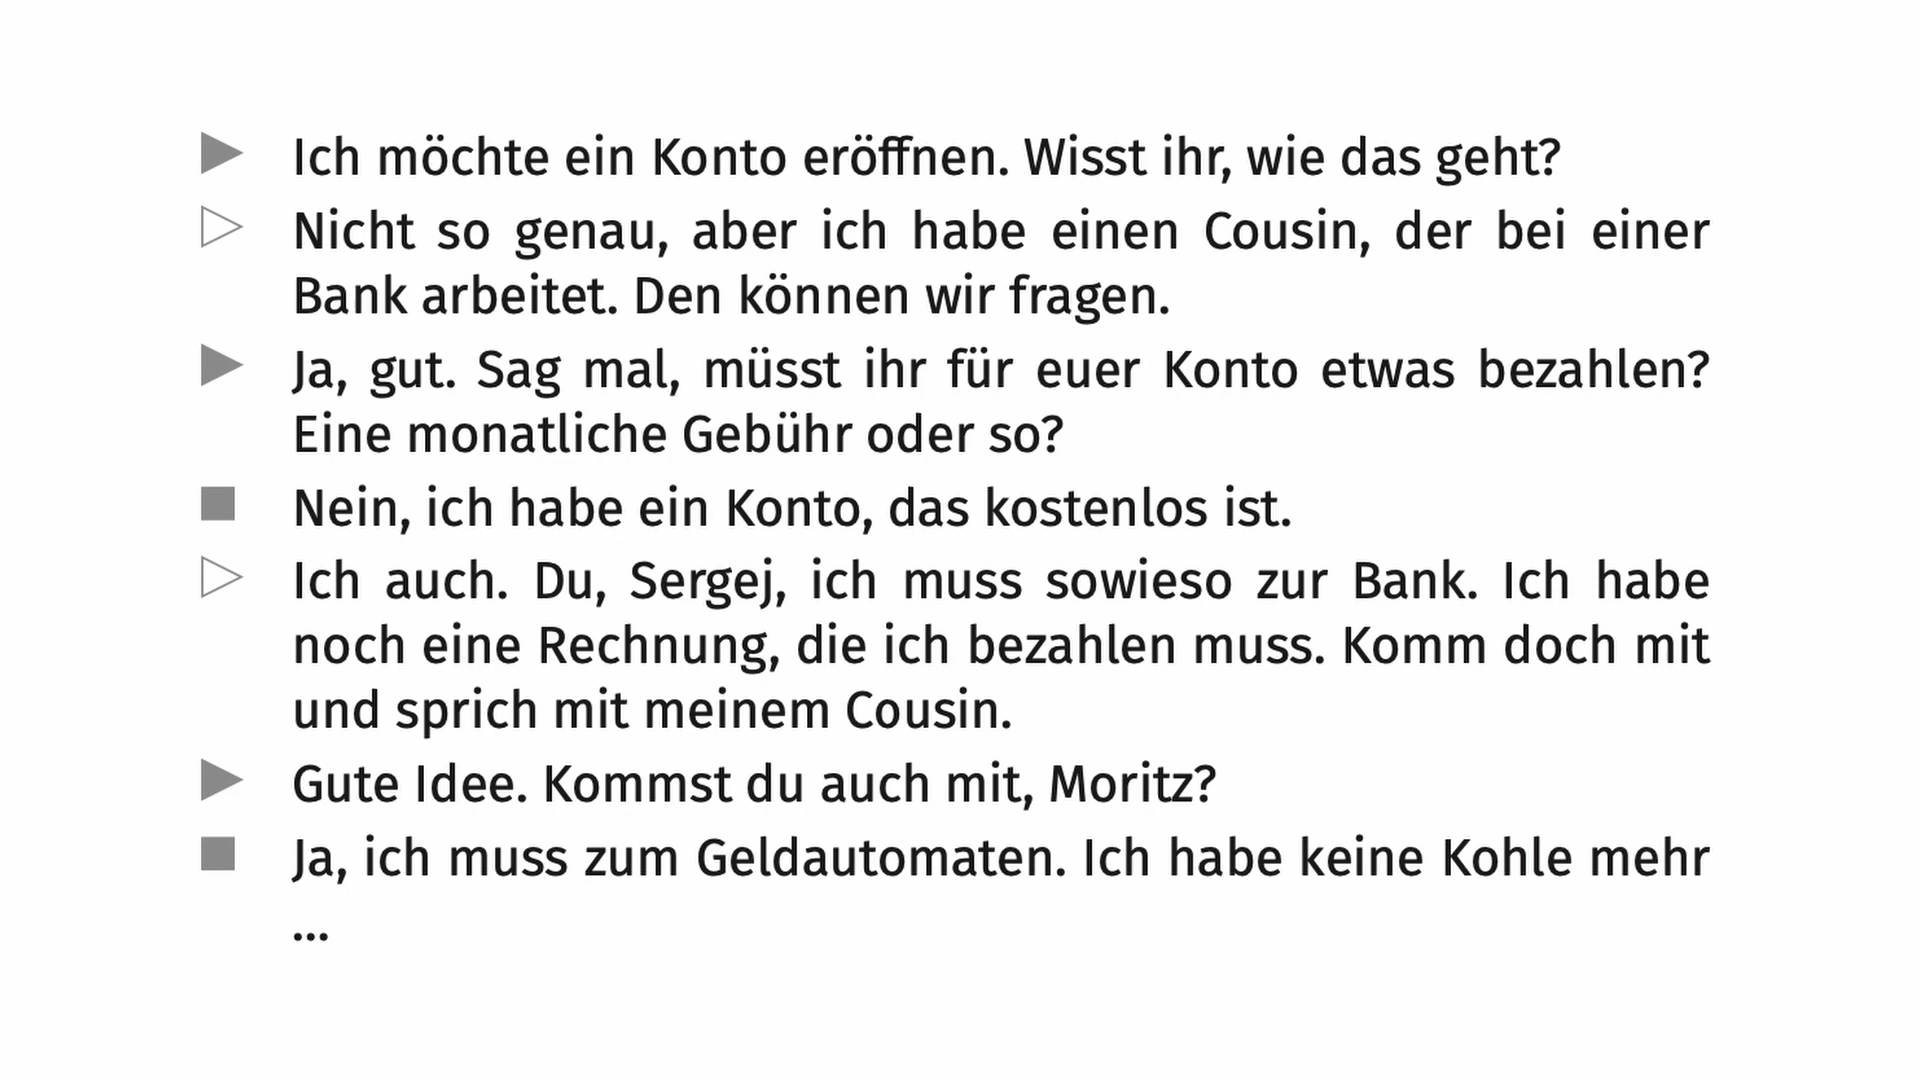 Ich möchte ein Konto eröffnen. Wisst ihr, wie das geht?
Nicht so genau, aber ich habe einen Cousin, der bei einer
Bank arbeitet. Den können wir fragen.
Ja, gut. Sag mal, müsst ihr für euer Konto etwas bezahlen?
Eine monatliche Gebühr oder so?
Nein, ich habe ein Konto, das kostenlos ist.
Ich auch. Du, Sergej, ich muss sowieso zur Bank. Ich habe
noch eine Rechnung, die ich bezahlen muss. Komm doch mit
und sprich mit meinem Cousin.
Gute Idee. Kommst du auch mit, Moritz?
Ja, ich muss zum Geldautomaten. Ich habe keine Kohle mehr
...